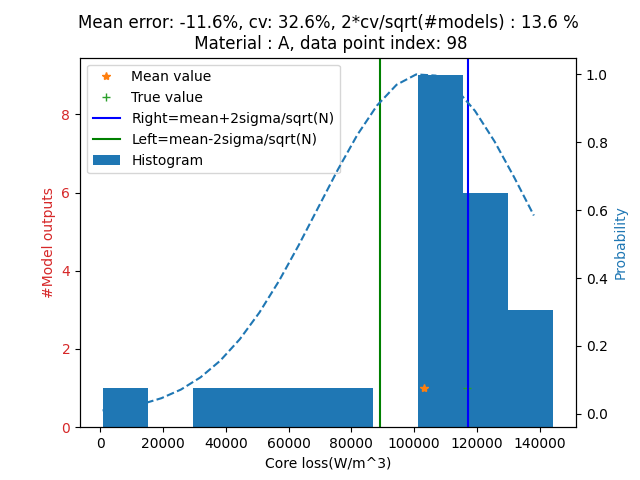 Mean error: -11.6%, cv: 32.6%, 2*cv/sqrt(#models) : 13.6 %
Material : A, data point index: 98
Mean value
True value
Right=mean+2sigma/sqrt(N)
Left=mean-2sigma/sqrt(N)
Histogram
#Model outputs
8
6
4
2
0
Probability
1.0
0.8
0.6
0.4
0.2
0.0
0 20000 40000 60000 80000 100000 120000 140000
Core loss(W/m^3)